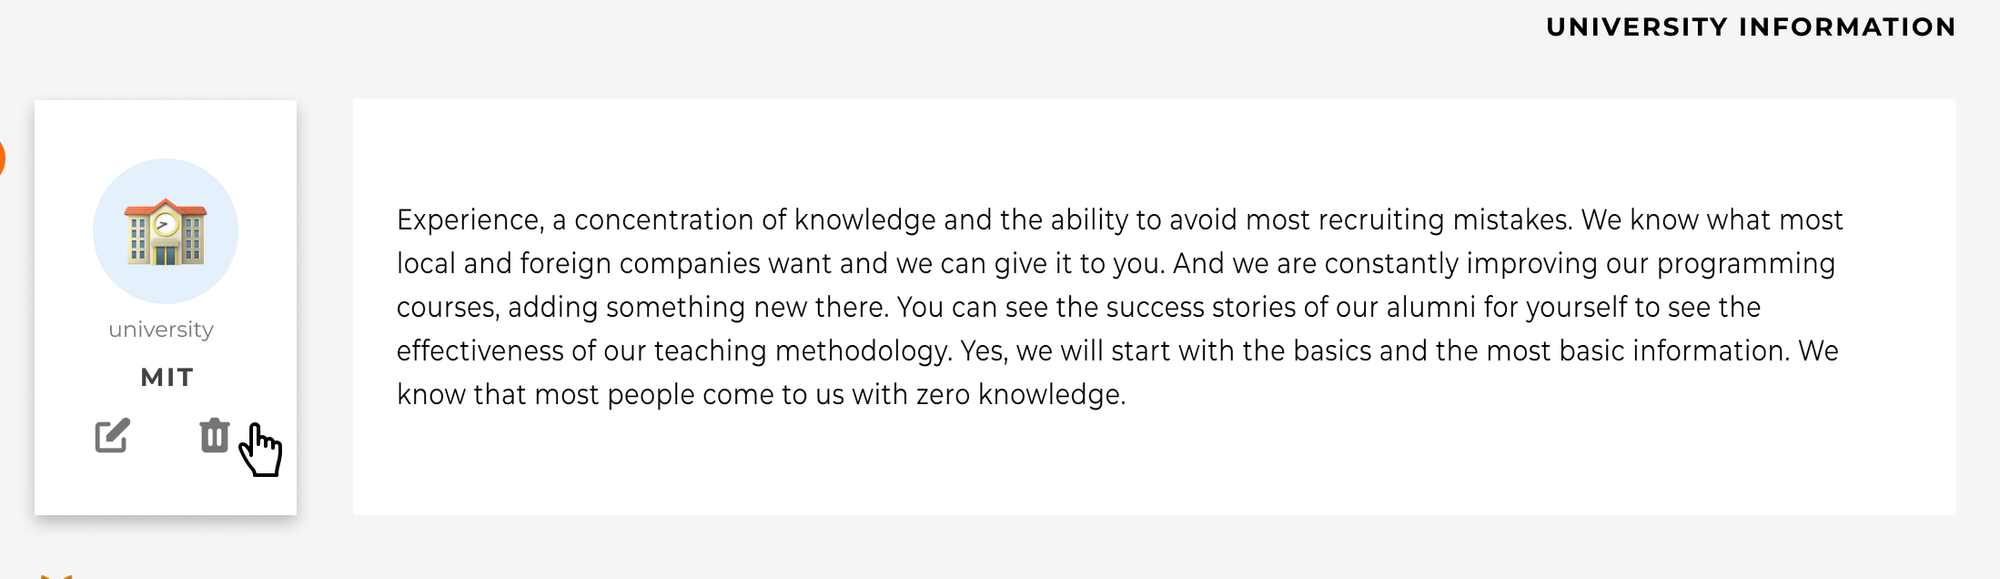 UNIVERSITY INFORMATION
university
MIT
Experience, a concentration of knowledge and the ability to avoid most recruiting mistakes. We know what most
local and foreign companies want and we can give it to you. And we are constantly improving our programming
courses, adding something new there. You can see the success stories of our alumni for yourself to see the
effectiveness of our teaching methodology. Yes, we will start with the basics and the most basic information. We
know that most people come to us with zero knowledge.